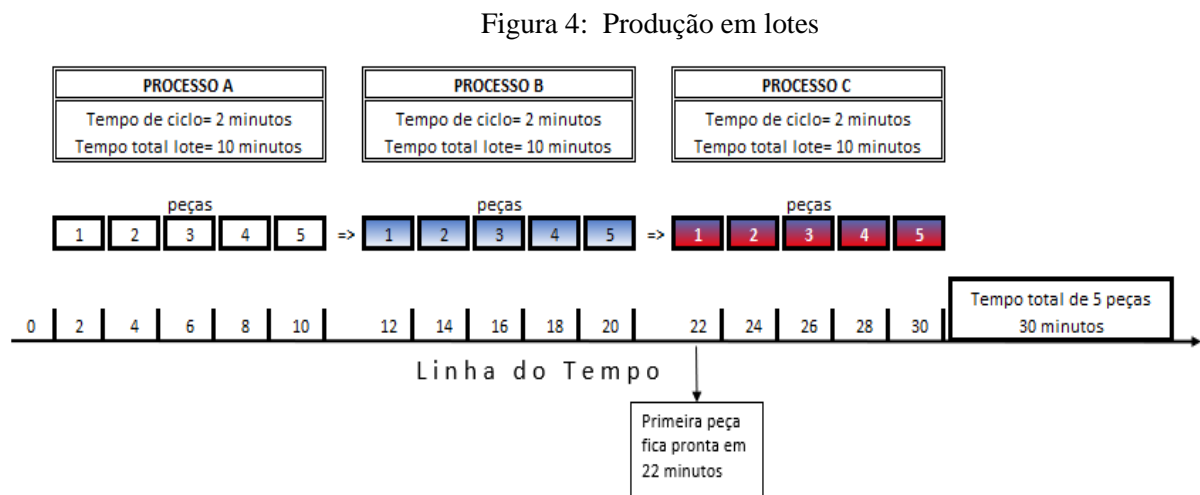 Figura 4: Produção em lotes
PROCESSO A
Tempo de ciclo= 2 minutos
Tempo total lote= 10 minutos
PROCESSO B
Tempo de ciclo= 2 minutos
Tempo total lote= 10 minutos
PROCESSO C
Tempo de ciclo= 2 minutos
Tempo total lote= 10 minutos
peças
1 2 3 4 5 =>
peças
1 2 3 4 5 =>
peças
1 2 3 4 5
0 2 4 6 8 10 12 14 16 18 20 22 24 26 28 30
Tempo total de 5 peças
30 minutos
Linha do Tempo
Primeira peça
fica pronta em
22 minutos